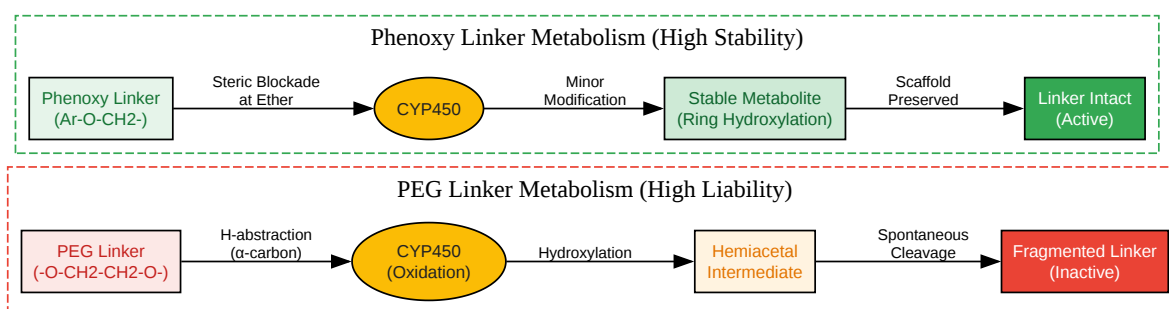 Phenoxy Linker Metabolism (High Stability)
Phenoxy Linker
(Ar-O-CH2-)
Steric Blockade
at Ether
CYP450
Minor
Modification
Stable Metabolite
(Ring Hydroxylation)
Scaffold
Preserved
Linker Intact
(Active)
PEG Linker Metabolism (High Liability)
PEG Linker
(-O-CH2-CH2-O-)
H-abstraction
(α-carbon)
CYP450
(Oxidation)
Hydroxylation
Hemiacetal
Intermediate
Spontaneous
Cleavage
Fragmented Linker
(Inactive)